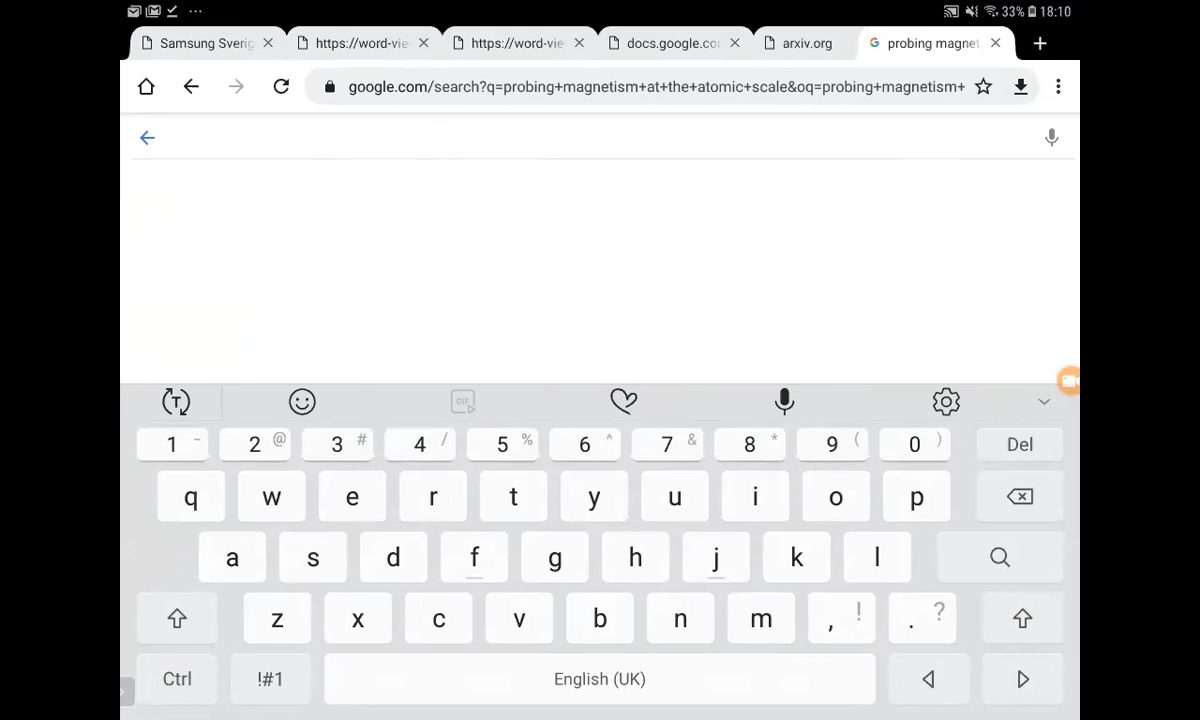 33% 18:10
Samsung Sverig https://word-vie https://word-vie docs.google.co arxiv.org probing magnet
google.com/search?q=probing+magnetism+at+the+atomic+scale&oq=probing+magnetism+
GIF
1 - 2 @ 3 # 4 / 5 % 6 ^ 7 & 8 * 9 ( 0 ) Del
q w e r t y u i o p
a s d f g h j k l
z x c v b n m , ! . ?
Ctrl !#1 English (UK)